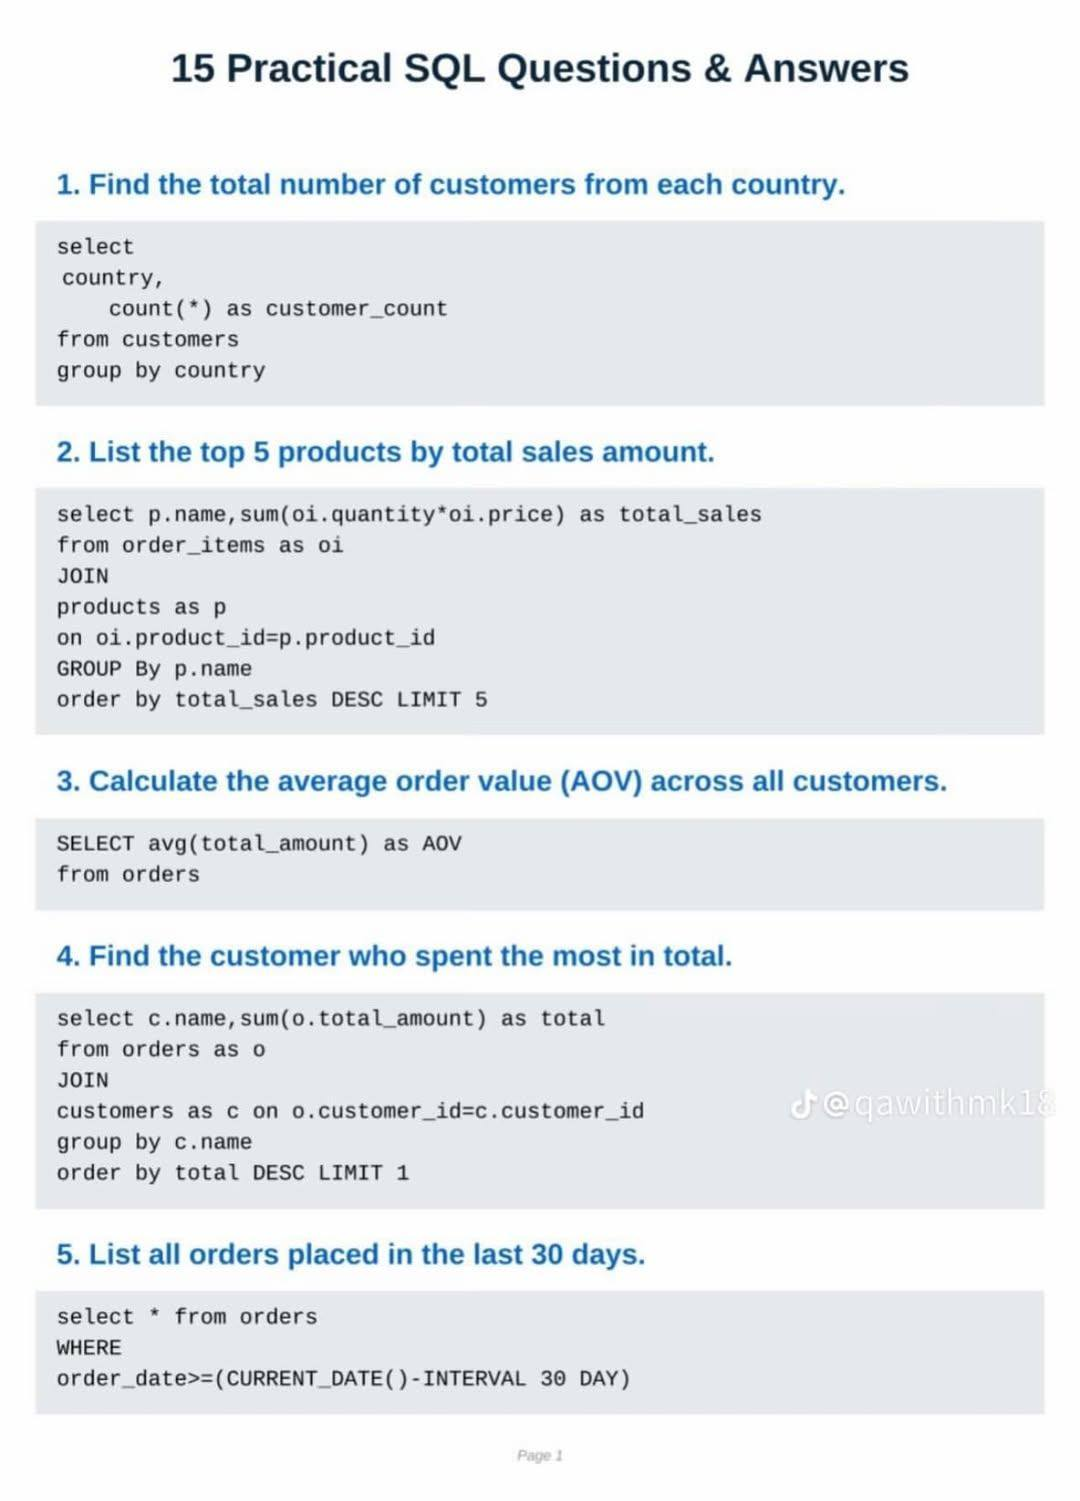 15 Practical SQL Questions & Answers
1. Find the total number of customers from each country.
select
country,
count(*) as customer_count
from customers
group by country
2. List the top 5 products by total sales amount.
select p.name,sum(oi.quantity*oi.price) as total_sales
from order_items as oi
JOIN
products as p
on oi.product_id=p.product_id
GROUP By p.name
order by total_sales DESC LIMIT 5
3. Calculate the average order value (AOV) across all customers.
SELECT avg(total_amount) as AOV
from orders
4. Find the customer who spent the most in total.
select c.name,sum(o.total_amount) as total
from orders as o
JOIN
customers as c on o.customer_id=c.customer_id
@qawithmk18
group by c.name
order by total DESC LIMIT 1
5. List all orders placed in the last 30 days.
select * from orders
WHERE
order_date>=(CURRENT_DATE()-INTERVAL 30 DAY)
Page 1